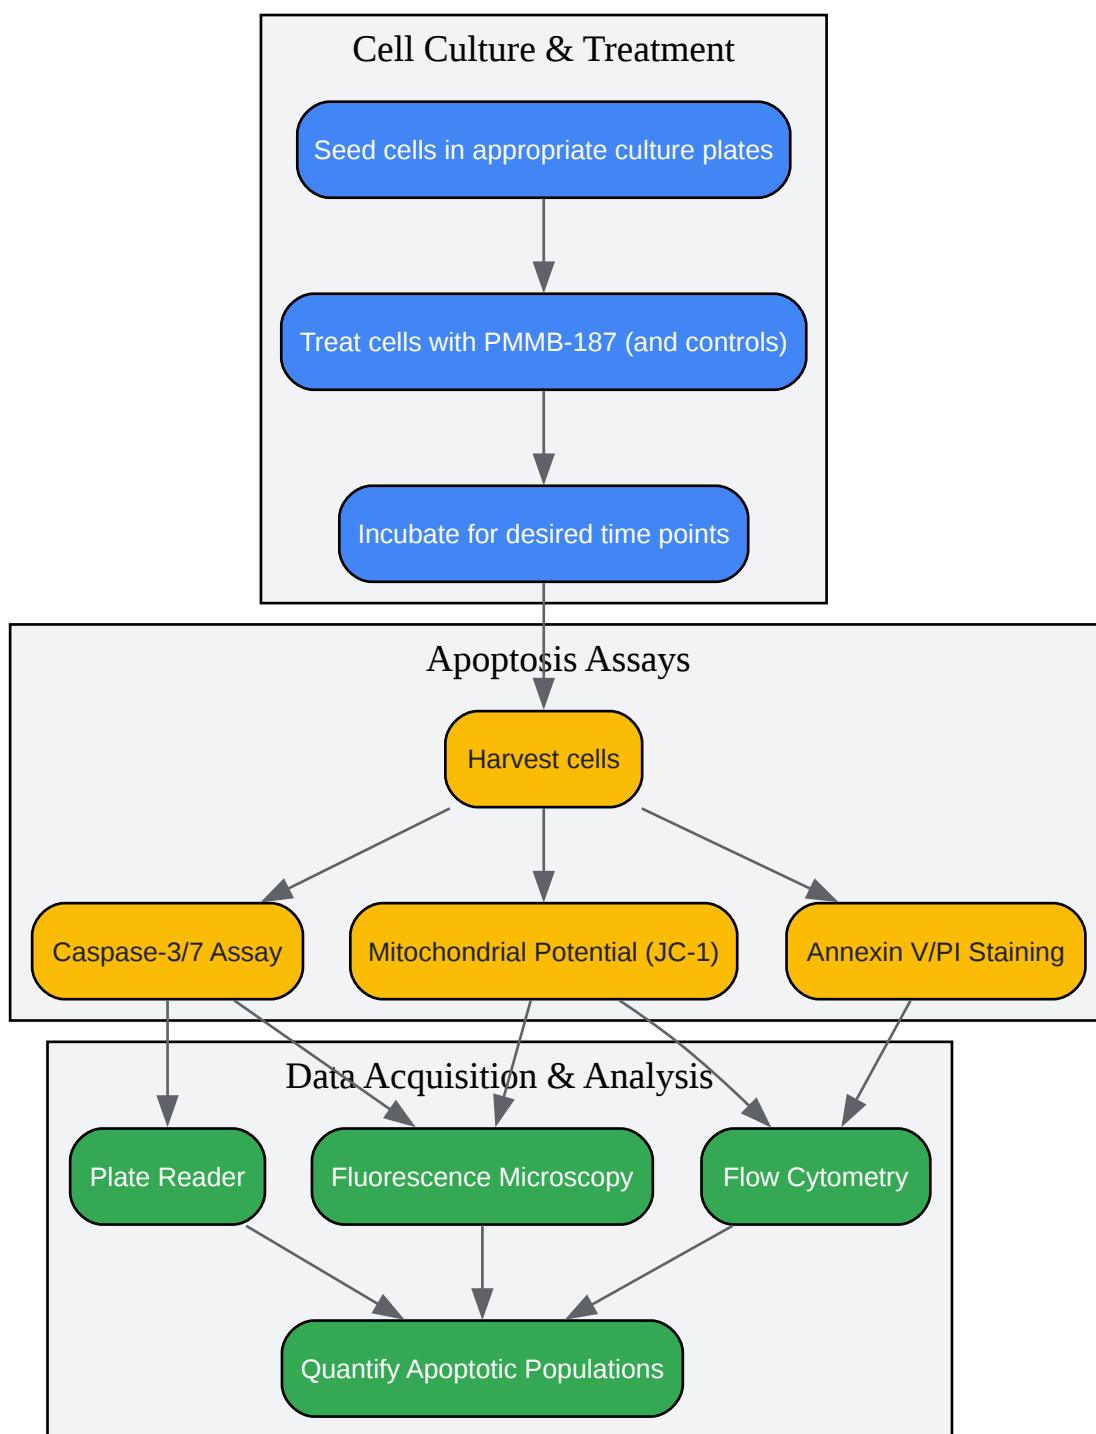 Cell Culture & Treatment
Seed cells in appropriate culture plates
Treat cells with PMMB-187 (and controls)
Incubate for desired time points
Apoptosis Assays
Harvest cells
Caspase-3/7 Assay
Mitochondrial Potential (JC-1)
Annexin V/PI Staining
Data Acquisition & Analysis
Plate Reader
Fluorescence Microscopy
Flow Cytometry
Quantify Apoptotic Populations